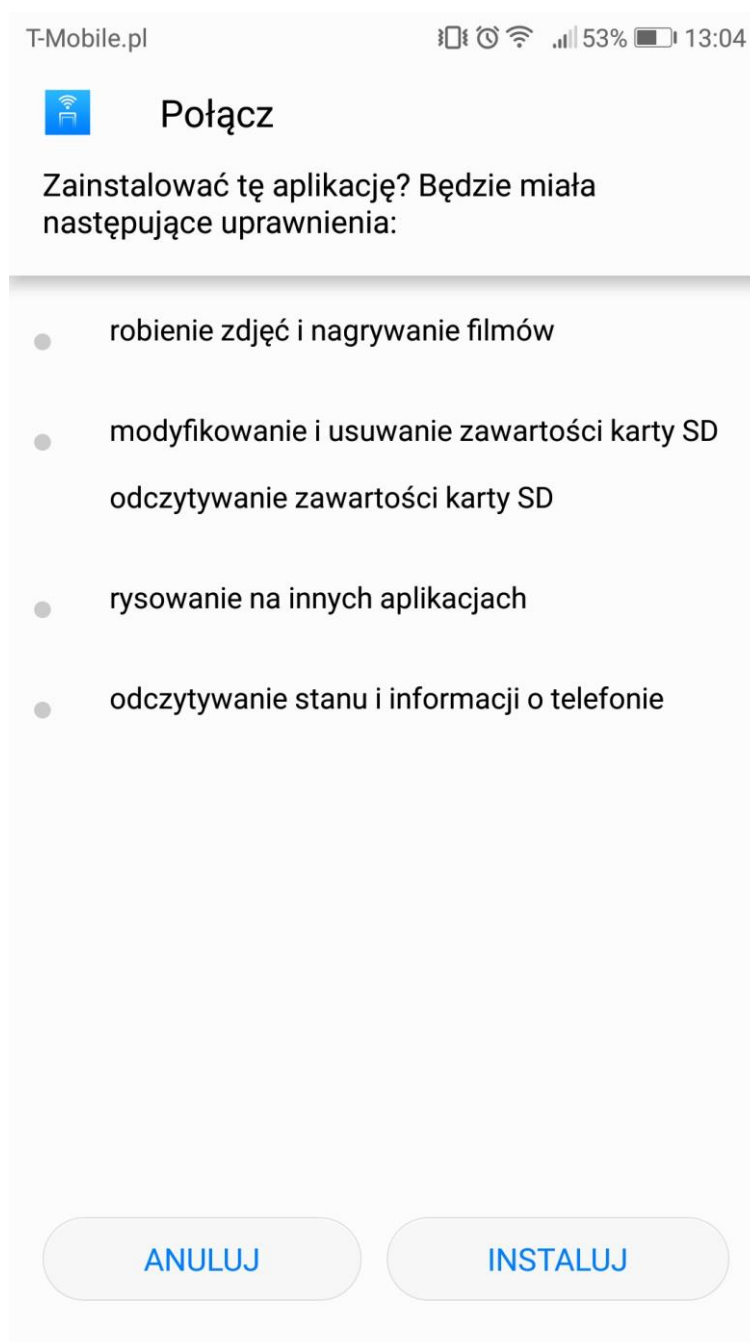 T-Mobile.pl 53% 13:04
Połącz
Zainstalować tę aplikację? Będzie miała
następujące uprawnienia:
robienie zdjęć i nagrywanie filmów
modyfikowanie i usuwanie zawartości karty SD
odczytywanie zawartości karty SD
rysowanie na innych aplikacjach
odczytywanie stanu i informacji o telefonie
ANULUJ INSTALUJ